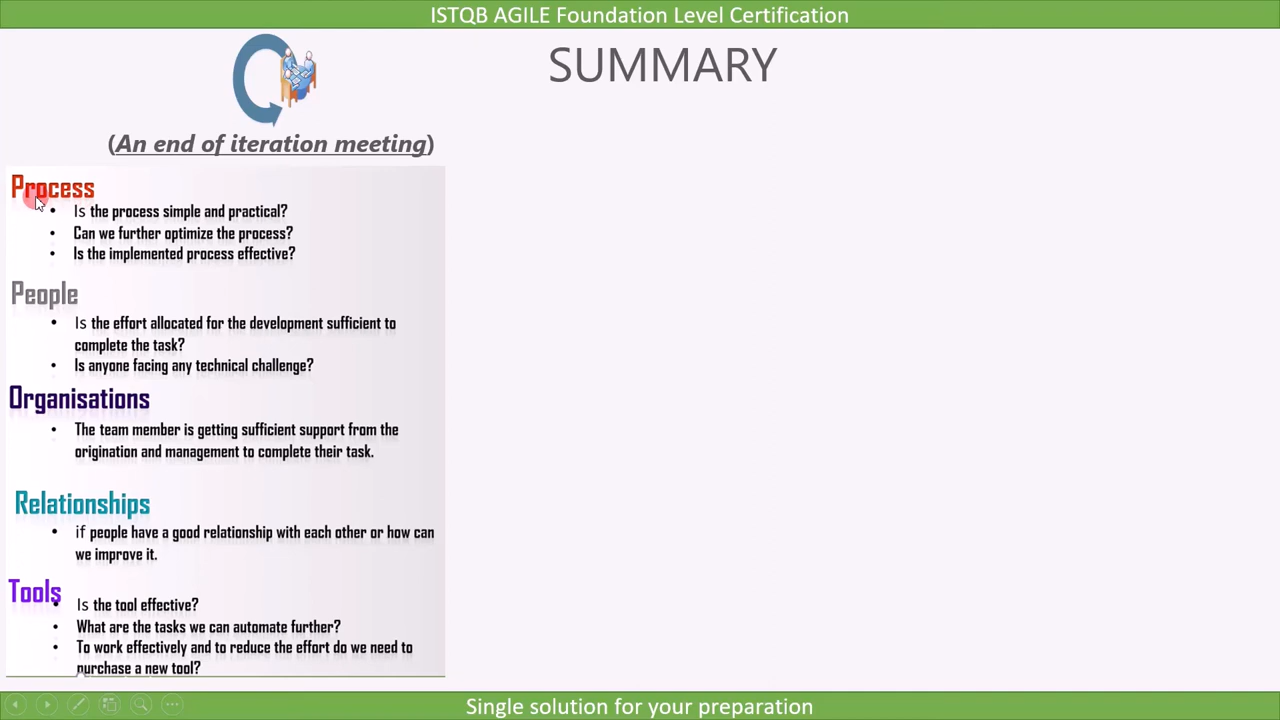 ISTQB AGILE Foundation Level Certification
SUMMARY
(An end of iteration meeting)
Process
• Is the process simple and practical?
• Can we further optimize the process?
• Is the implemented process effective?
People
• Is the effort allocated for the development sufficient to
complete the task?
• Is anyone facing any technical challenge?
Organisations
• The team member is getting sufficient support from the
origination and management to complete their task.
Relationships
• if people have a good relationship with each other or how can
we improve it.
Tools
• Is the tool effective?
• What are the tasks we can automate further?
• To work effectively and to reduce the effort do we need to
purchase a new tool?
Single solution for your preparation